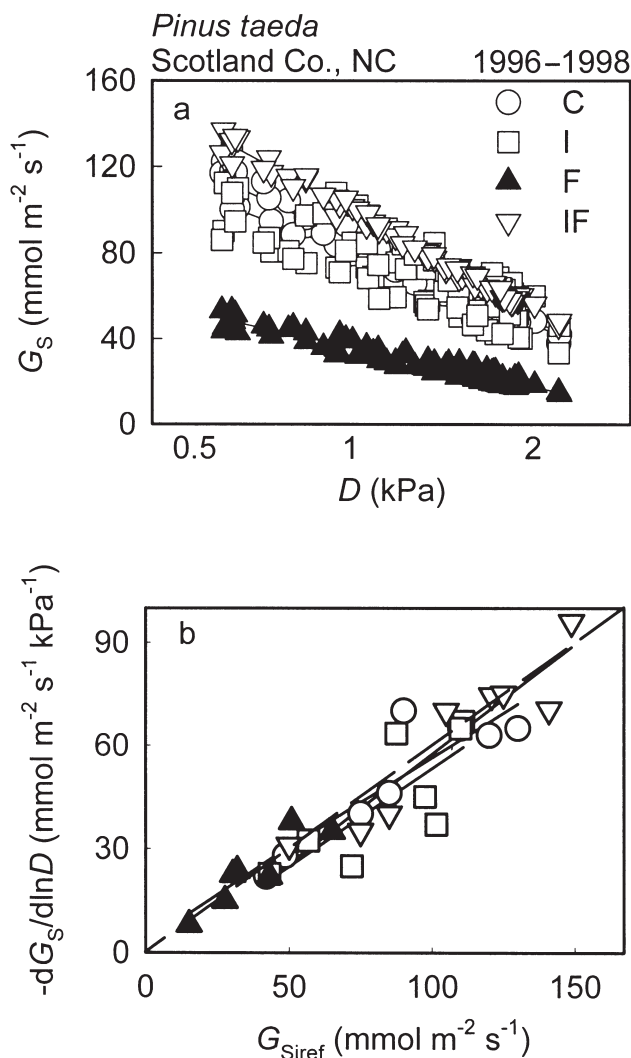 Pinus taeda
Scotland Co., NC 1996–1998
160
a
C
I
F
IF
120
80
40
0
G_S (mmol m⁻² s⁻¹)
0.5 1 2
D (kPa)
b
90
60
30
0
-dG_S/dlnD (mmol m⁻² s⁻¹ kPa⁻¹)
0 50 100 150
G_Siref (mmol m⁻² s⁻¹)